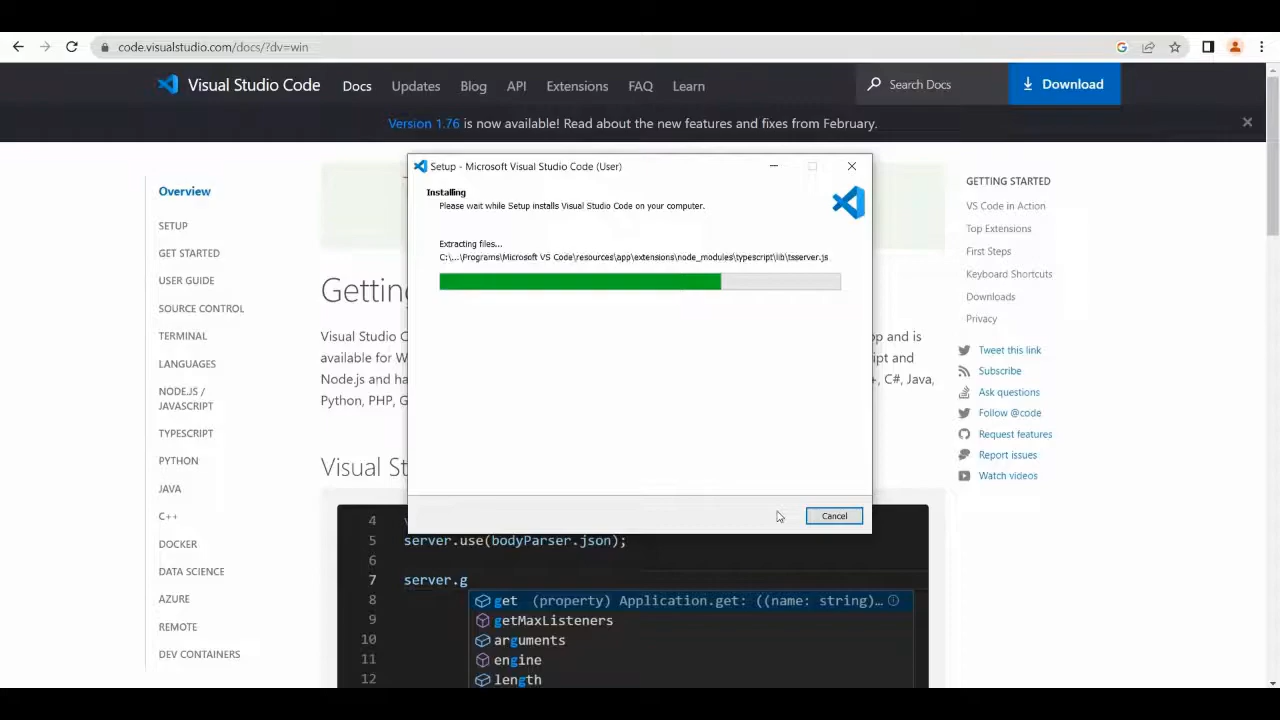 code.visualstudio.com/docs/?dv=win
Visual Studio Code Docs Updates Blog API Extensions FAQ Learn Search Docs Download
Version 1.76 is now available! Read about the new features and fixes from February.
Setup - Microsoft Visual Studio Code (User)
Installing
Please wait while Setup installs Visual Studio Code on your computer.
Extracting files...
C:\...\Programs\Microsoft VS Code\resources\app\extensions\node_modules\typescript\lib\tsserver.js
Cancel
Overview
SETUP
GET STARTED
USER GUIDE
SOURCE CONTROL
TERMINAL
LANGUAGES
NODE.JS /
JAVASCRIPT
TYPESCRIPT
PYTHON
JAVA
C++
DOCKER
DATA SCIENCE
AZURE
REMOTE
DEV CONTAINERS
Visual Studio
available for
Node.js and
Python, PHP,
pp and is
ipt and
+, C#, Java,
4
5 server.use(bodyParser.json);
6
7 server.g
8 get (property) Application.get: ((name: string)...
9 getMaxListeners
10 arguments
11 engine
12 length
GETTING STARTED
VS Code in Action
Top Extensions
First Steps
Keyboard Shortcuts
Downloads
Privacy
Tweet this link
Subscribe
Ask questions
Follow @code
Request features
Report issues
Watch videos